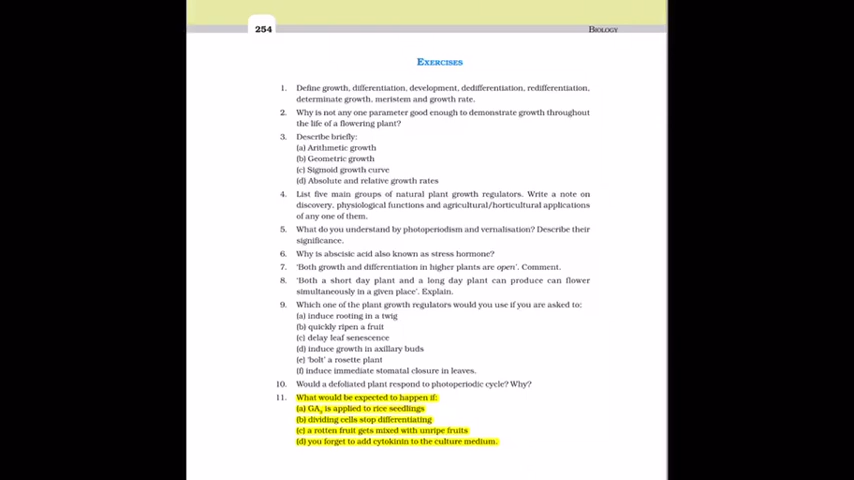 254
BIOLOGY
EXERCISES
1. Define growth, differentiation, development, dedifferentiation, redifferentiation,
determinate growth, meristem and growth rate.
2. Why is not any one parameter good enough to demonstrate growth throughout
the life of a flowering plant?
3. Describe briefly:
(a) Arithmetic growth
(b) Geometric growth
(c) Sigmoid growth curve
(d) Absolute and relative growth rates
4. List five main groups of natural plant growth regulators. Write a note on
discovery, physiological functions and agricultural/horticultural applications
of any one of them.
5. What do you understand by photoperiodism and vernalisation? Describe their
significance.
6. Why is abscisic acid also known as stress hormone?
7. 'Both growth and differentiation in higher plants are open'. Comment.
8. 'Both a short day plant and a long day plant can produce can flower
simultaneously in a given place'. Explain.
9. Which one of the plant growth regulators would you use if you are asked to:
(a) induce rooting in a twig
(b) quickly ripen a fruit
(c) delay leaf senescence
(d) induce growth in axillary buds
(e) 'bolt' a rosette plant
(f) induce immediate stomatal closure in leaves.
10. Would a defoliated plant respond to photoperiodic cycle? Why?
11. What would be expected to happen if:
(a) GA₃ is applied to rice seedlings
(b) dividing cells stop differentiating
(c) a rotten fruit gets mixed with unripe fruits
(d) you forget to add cytokinin to the culture medium.